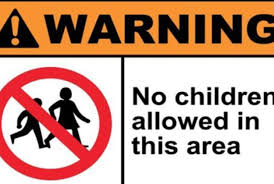 WARNING
No children
allowed in
this area